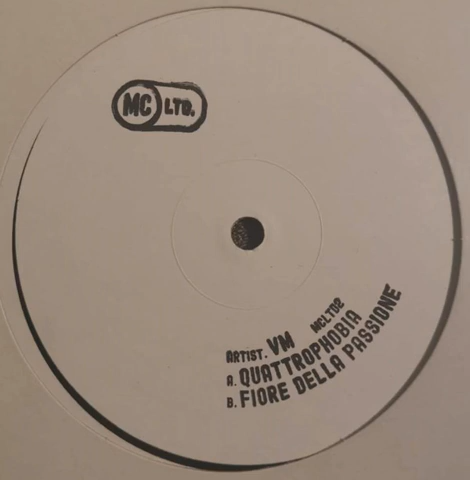 MC LTD.
ARTIST. VM MCLTD2
A. QUATTROPHOBIA
B. FIORE DELLA PASSIONE